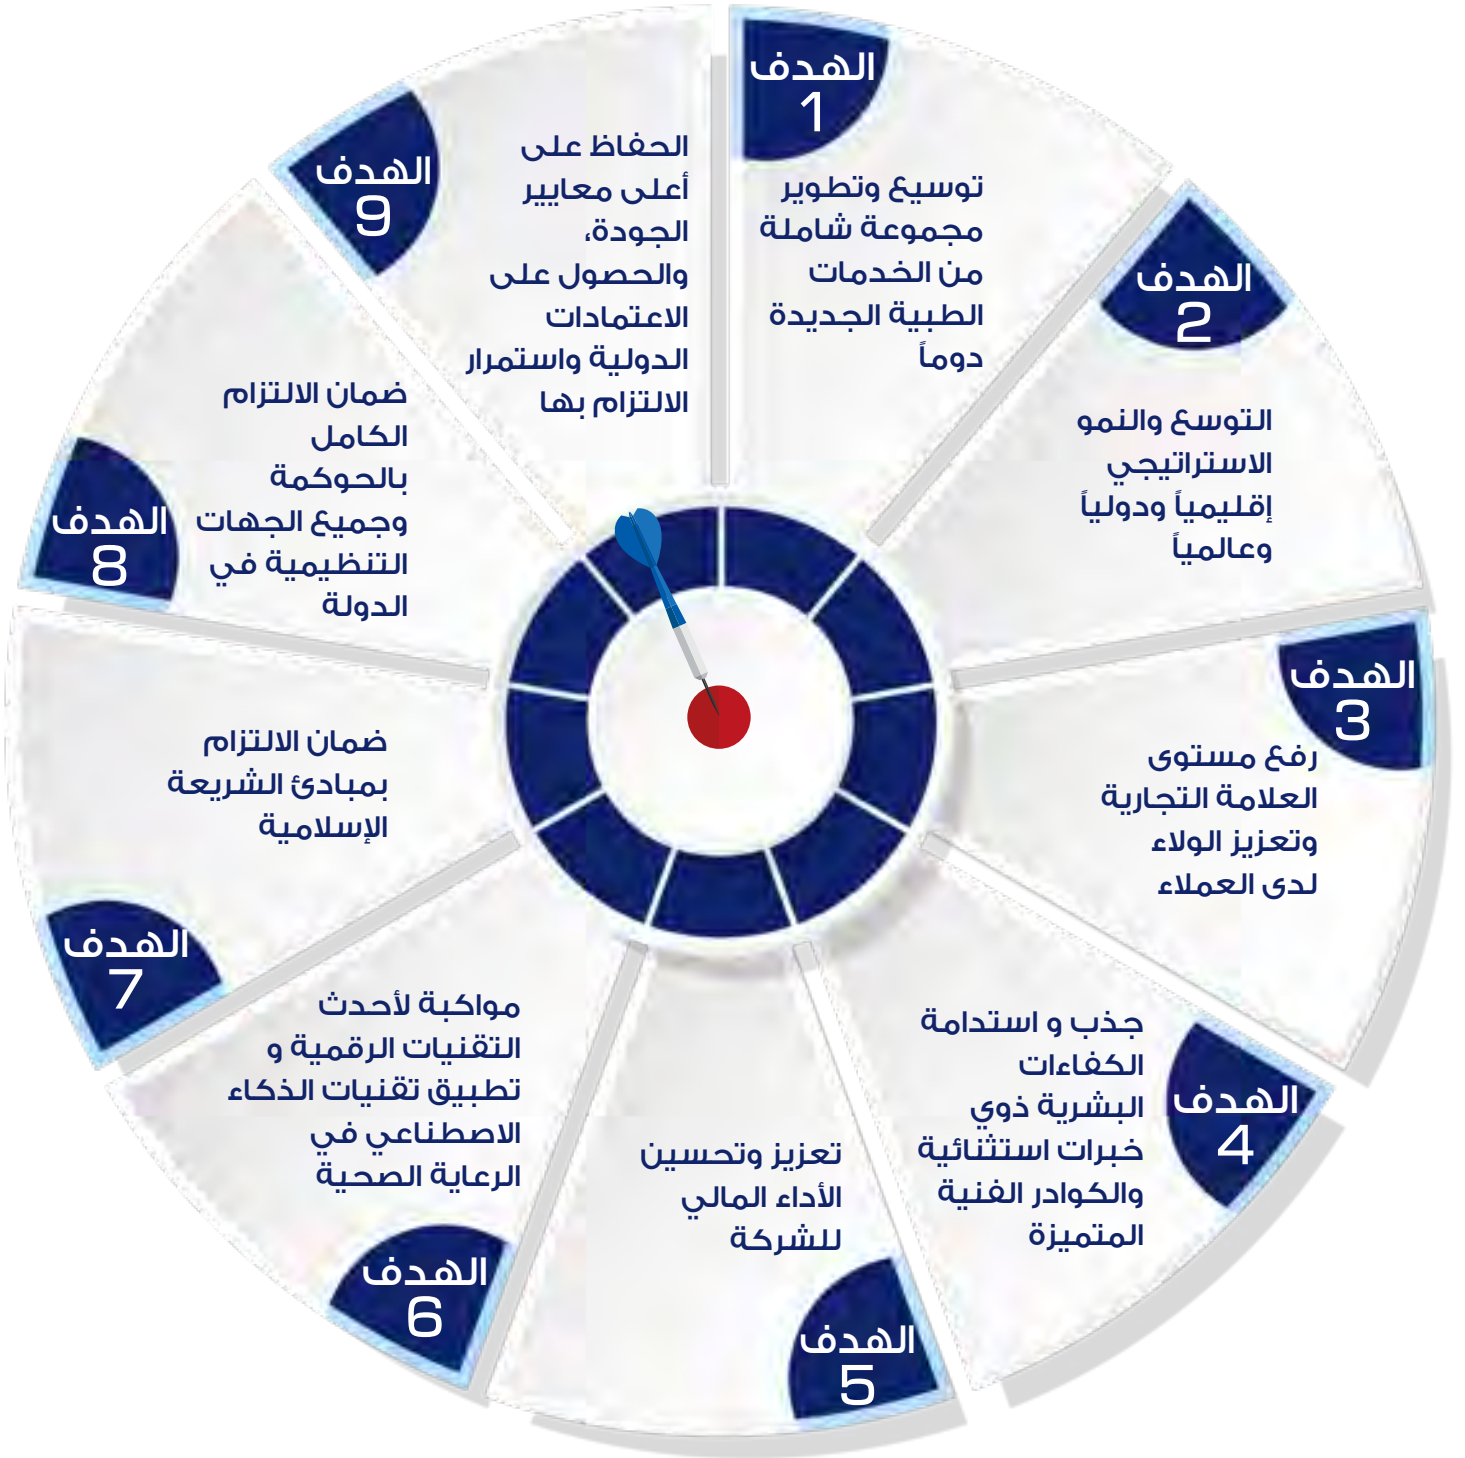 الهدف
1
توسيع وتطوير
مجموعة شاملة
من الخدمات
الطبية الجديدة
دوماً
الهدف
2
التوسع والنمو
الاستراتيجي
إقليمياً ودولياً
وعالمياً
الهدف
3
رفع مستوى
العلامة التجارية
وتعزيز الولاء
لدى العملاء
الهدف
4
جذب و استدامة
الكفاءات
البشرية ذوي
خبرات استثنائية
والكوادر الفنية
المتميزة
الهدف
5
تعزيز وتحسين
الأداء المالي
للشركة
الهدف
6
مواكبة لأحدث
التقنيات الرقمية و
تطبيق تقنيات الذكاء
الاصطناعي في
الرعاية الصحية
الهدف
7
ضمان الالتزام
بمبادئ الشريعة
الإسلامية
الهدف
8
ضمان الالتزام
الكامل
بالحوكمة
وجميع الجهات
التنظيمية في
الدولة
الهدف
9
الحفاظ على
أعلى معايير
الجودة،
والحصول على
الاعتمادات
الدولية واستمرار
الالتزام بها